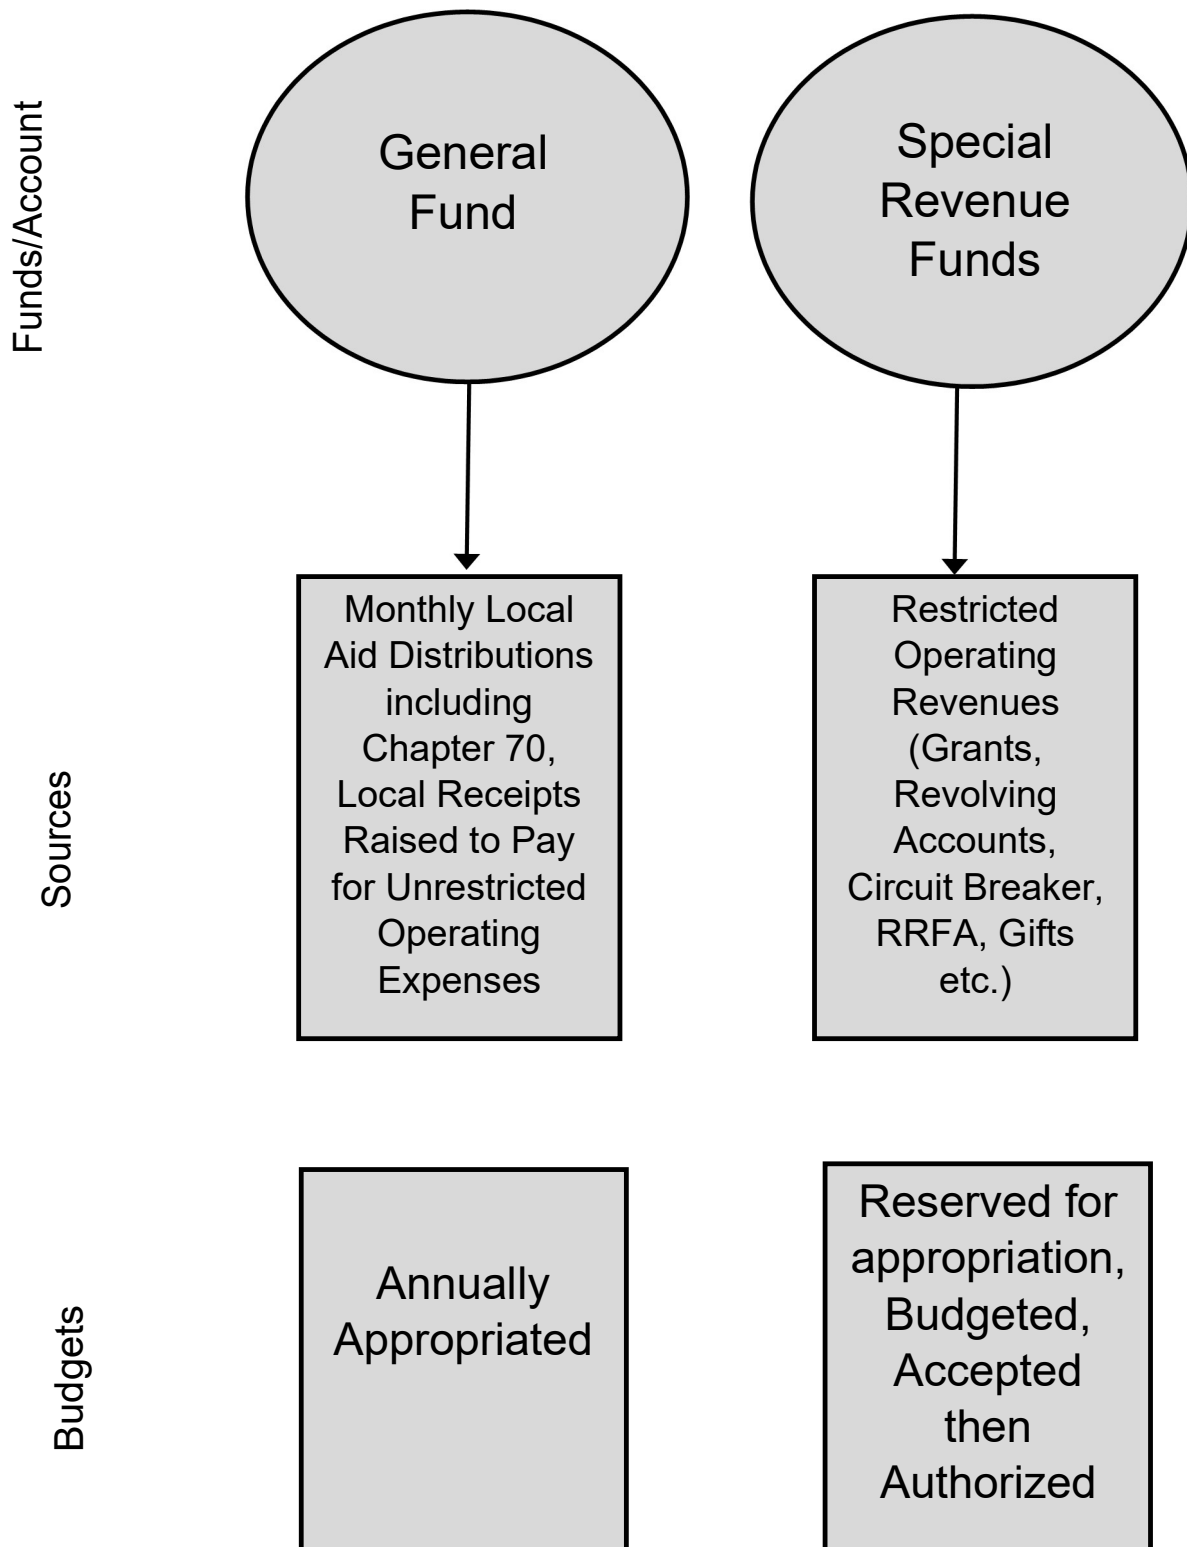 Funds/Account
General
Fund
Special
Revenue
Funds
Sources
Monthly Local
Aid Distributions
including
Chapter 70,
Local Receipts
Raised to Pay
for Unrestricted
Operating
Expenses
Restricted
Operating
Revenues
(Grants,
Revolving
Accounts,
Circuit Breaker,
RRFA, Gifts
etc.)
Budgets
Annually
Appropriated
Reserved for
appropriation,
Budgeted,
Accepted
then
Authorized